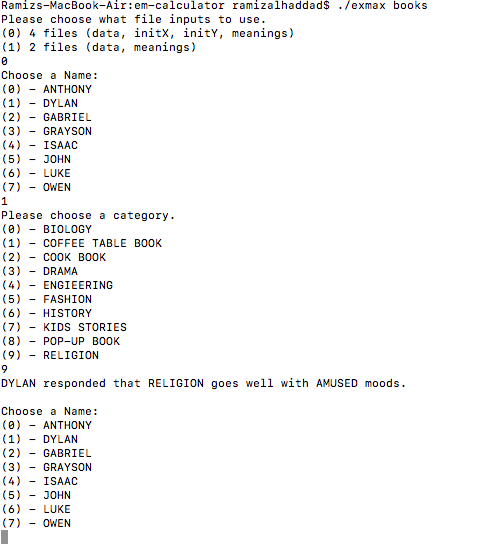 Ramizs-MacBook-Air:em-calculator ramizalhaddad$ ./exmax books
Please choose what file inputs to use.
(0) 4 files (data, initX, initY, meanings)
(1) 2 files (data, meanings)
0
Choose a Name:
(0) - ANTHONY
(1) - DYLAN
(2) - GABRIEL
(3) - GRAYSON
(4) - ISAAC
(5) - JOHN
(6) - LUKE
(7) - OWEN
1
Please choose a category.
(0) - BIOLOGY
(1) - COFFEE TABLE BOOK
(2) - COOK BOOK
(3) - DRAMA
(4) - ENGIEERING
(5) - FASHION
(6) - HISTORY
(7) - KIDS STORIES
(8) - POP-UP BOOK
(9) - RELIGION
9
DYLAN responded that RELIGION goes well with AMUSED moods.
Choose a Name:
(0) - ANTHONY
(1) - DYLAN
(2) - GABRIEL
(3) - GRAYSON
(4) - ISAAC
(5) - JOHN
(6) - LUKE
(7) - OWEN